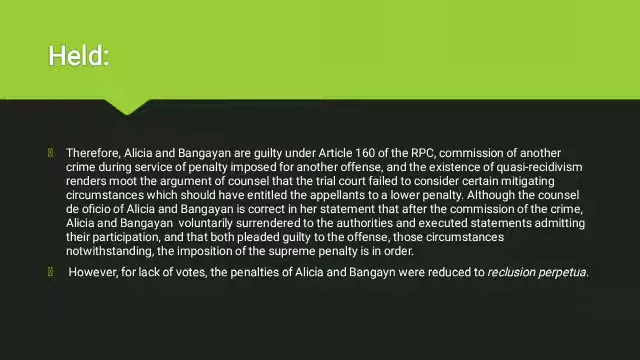 Held:
Therefore, Alicia and Bangayan are guilty under Article 160 of the RPC, commission of another
crime during service of penalty imposed for another offense, and the existence of quasi-recidivism
renders moot the argument of counsel that the trial court failed to consider certain mitigating
circumstances which should have entitled the appellants to a lower penalty. Although the counsel
de oficio of Alicia and Bangayan is correct in her statement that after the commission of the crime,
Alicia and Bangayan voluntarily surrendered to the authorities and executed statements admitting
their participation, and that both pleaded guilty to the offense, those circumstances
notwithstanding, the imposition of the supreme penalty is in order.
However, for lack of votes, the penalties of Alicia and Bangayn were reduced to reclusion perpetua.